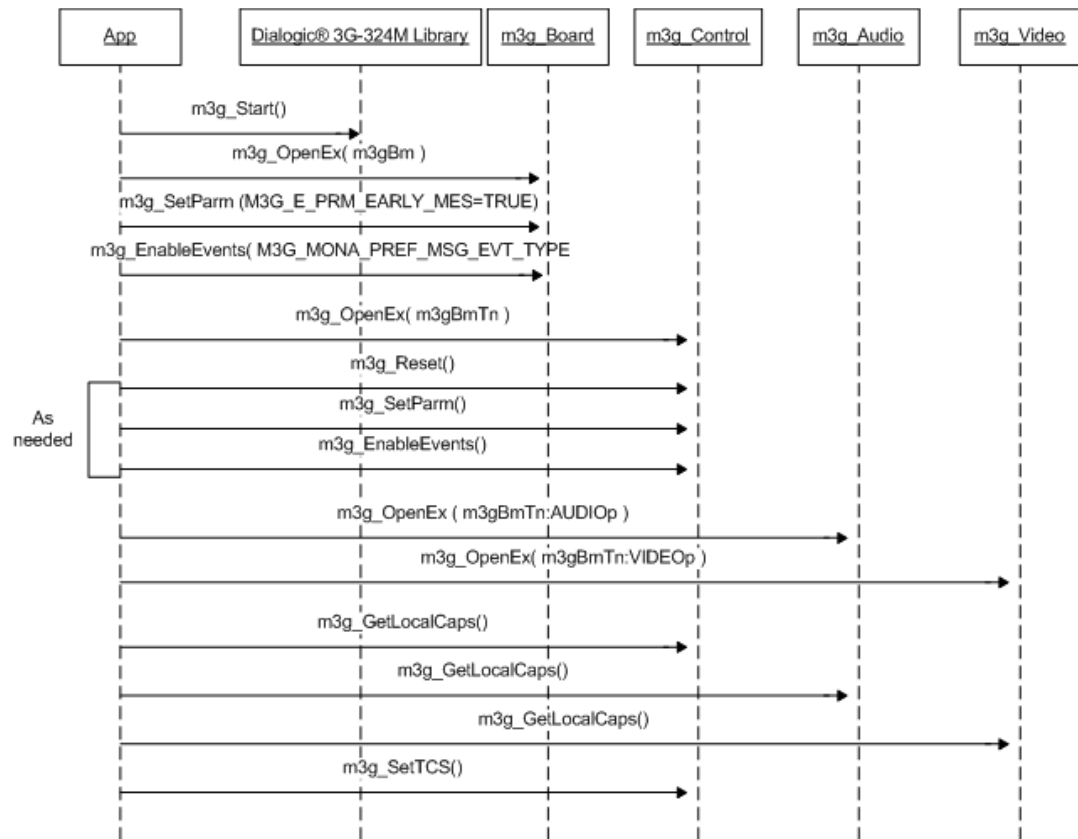 App
Dialogic® 3G-324M Library
m3g_Board
m3g_Control
m3g_Audio
m3g_Video
m3g_Start()
m3g_OpenEx( m3gBm )
m3g_SetParm (M3G_E_PRM_EARLY_MES=TRUE)
m3g_EnableEvents( M3G_MONA_PREF_MSG_EVT_TYPE
m3g_OpenEx( m3gBmTn )
m3g_Reset()
m3g_SetParm()
As
needed
m3g_EnableEvents()
m3g_OpenEx ( m3gBmTn:AUDIOp )
m3g_OpenEx( m3gBmTn:VIDEOp )
m3g_GetLocalCaps()
m3g_GetLocalCaps()
m3g_GetLocalCaps()
m3g_SetTCS()